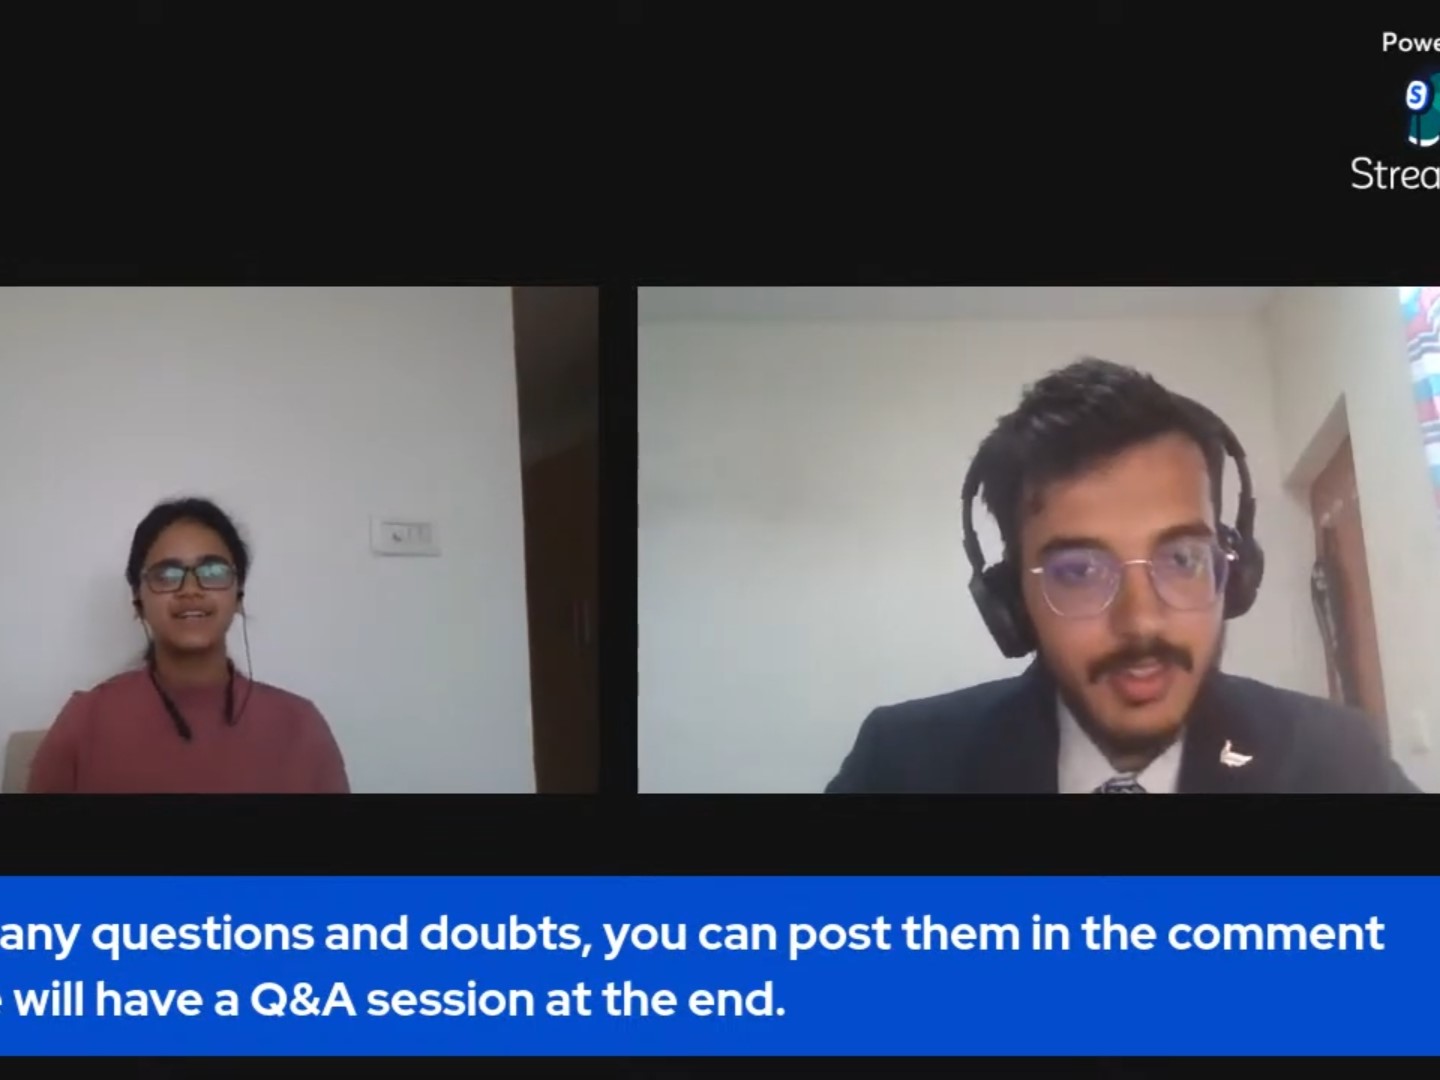 Powe
S
Strea
any questions and doubts, you can post them in the comment
will have a Q&A session at the end.